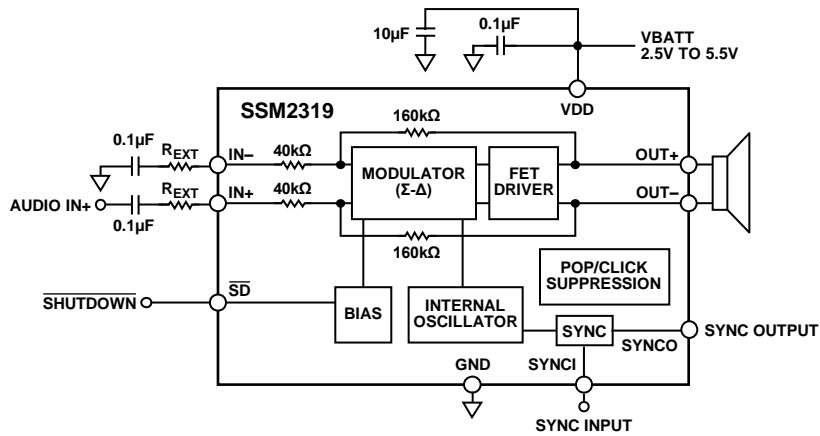 10µF
0.1µF
VBATT
2.5V TO 5.5V
SSM2319
VDD
160kΩ
0.1µF
R_EXT
IN–
40kΩ
OUT+
MODULATOR
(Σ-Δ)
FET
DRIVER
AUDIO IN+
R_EXT
IN+
40kΩ
OUT–
0.1µF
160kΩ
POP/CLICK
SUPPRESSION
SHUTDOWN
SD
BIAS
INTERNAL
OSCILLATOR
SYNC
SYNCO
SYNC OUTPUT
GND
SYNCI
SYNC INPUT